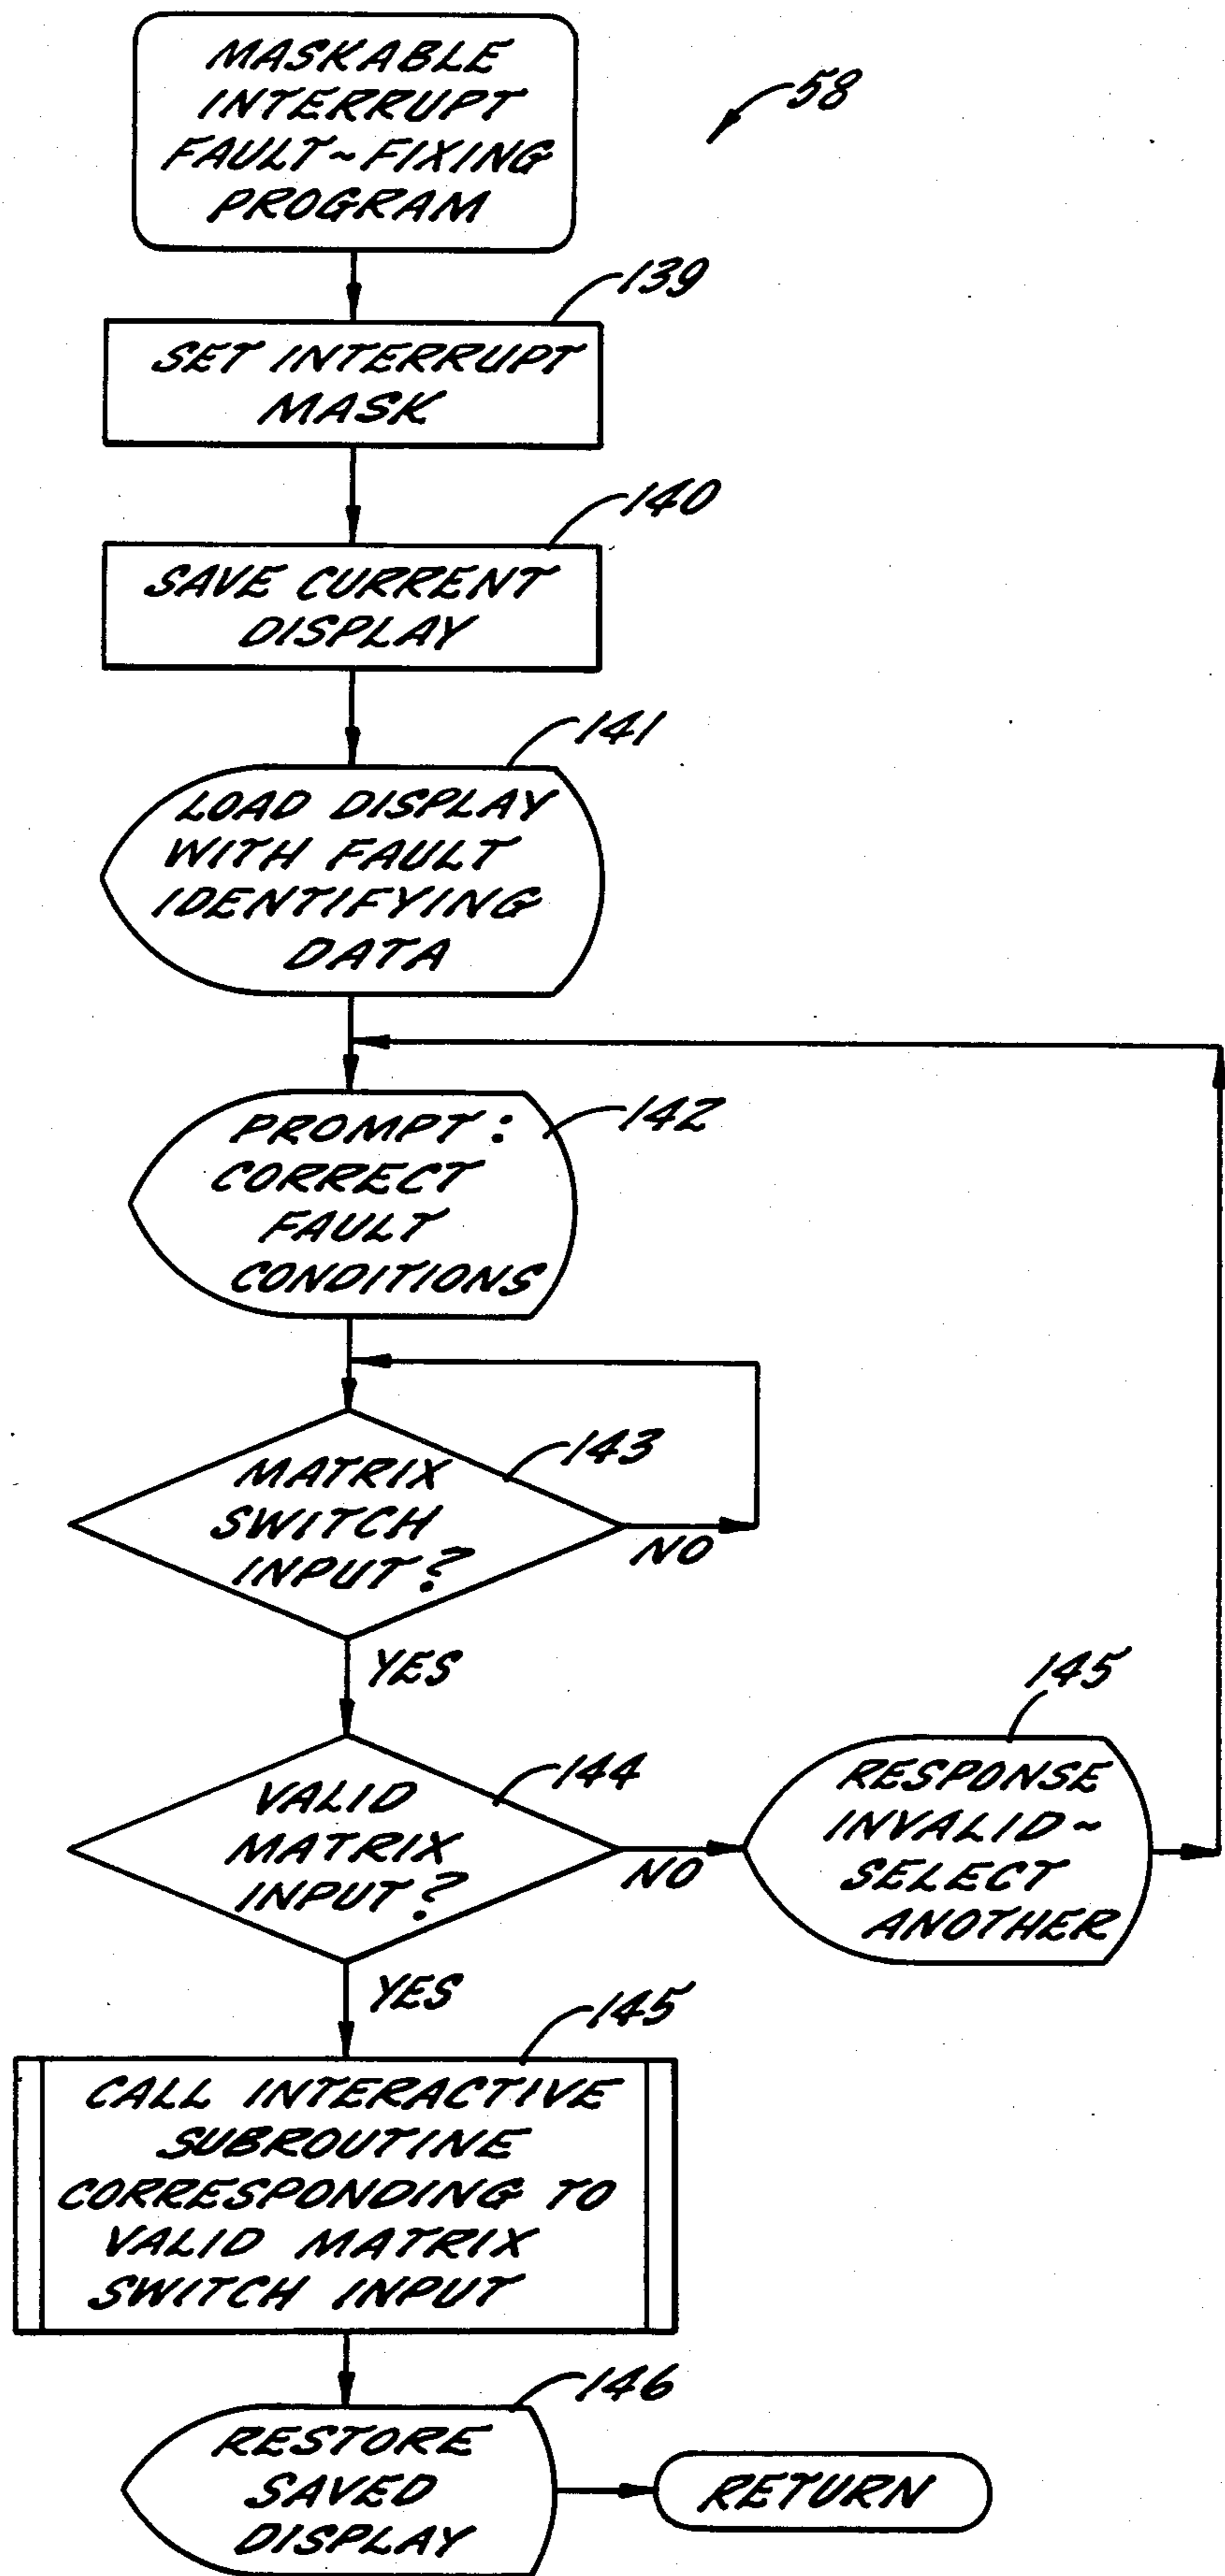 MASKABLE
INTERRUPT
FAULT~FIXING
PROGRAM
58
139
SET INTERRUPT
MASK
140
SAVE CURRENT
DISPLAY
141
LOAD DISPLAY
WITH FAULT
IDENTIFYING
DATA
142
PROMPT:
CORRECT
FAULT
CONDITIONS
143
MATRIX
SWITCH
INPUT?
NO
YES
144
VALID
MATRIX
INPUT?
NO
145
RESPONSE
INVALID~
SELECT
ANOTHER
YES
145
CALL INTERACTIVE
SUBROUTINE
CORRESPONDING TO
VALID MATRIX
SWITCH INPUT
146
RESTORE
SAVED
DISPLAY
RETURN